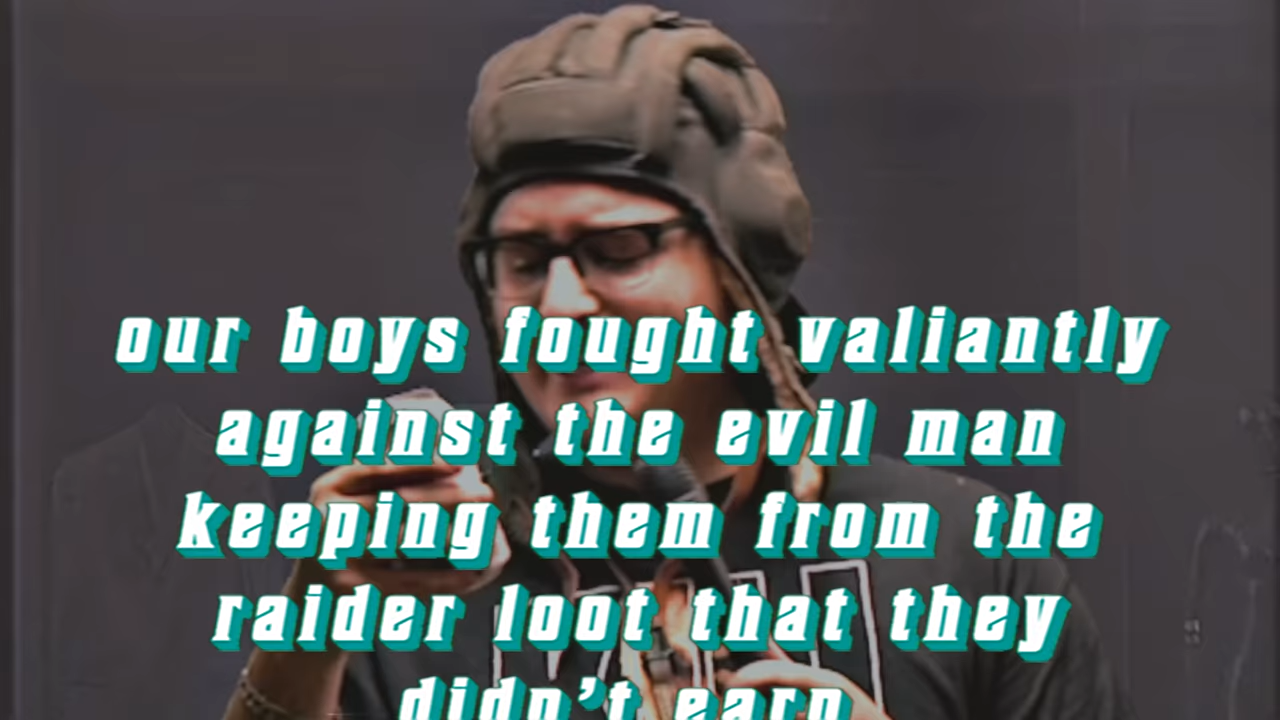 our boys fought valiantly
against the evil man
keeping them from the
raider loot that they
didn't earn